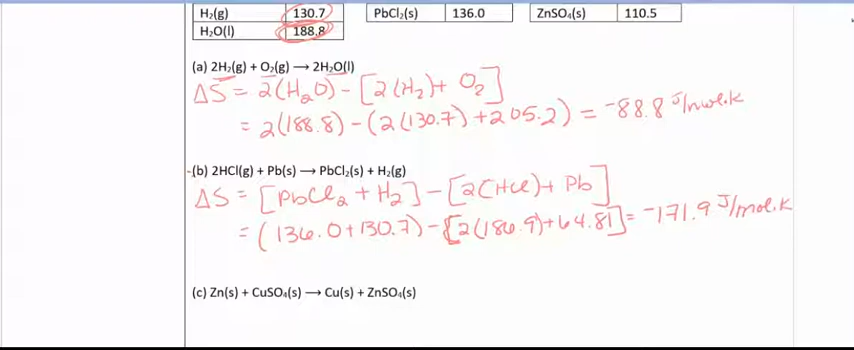 H₂(g) 130.7 PbCl₂(s) 136.0 ZnSO₄(s) 110.5
H₂O(l) 188.8
(a) 2H₂(g) + O₂(g) → 2H₂O(l)
ΔS = 2(H₂O) - [2(H₂) + O₂]
= 2(188.8) - (2(130.7) + 205.2) = -88.8 J/mol.K
(b) 2HCl(g) + Pb(s) → PbCl₂(s) + H₂(g)
ΔS = [PbCl₂ + H₂] - [2(HCl) + Pb]
= (136.0 + 130.7) - [2(186.9) + 64.81] = -171.9 J/mol.K
(c) Zn(s) + CuSO₄(s) → Cu(s) + ZnSO₄(s)